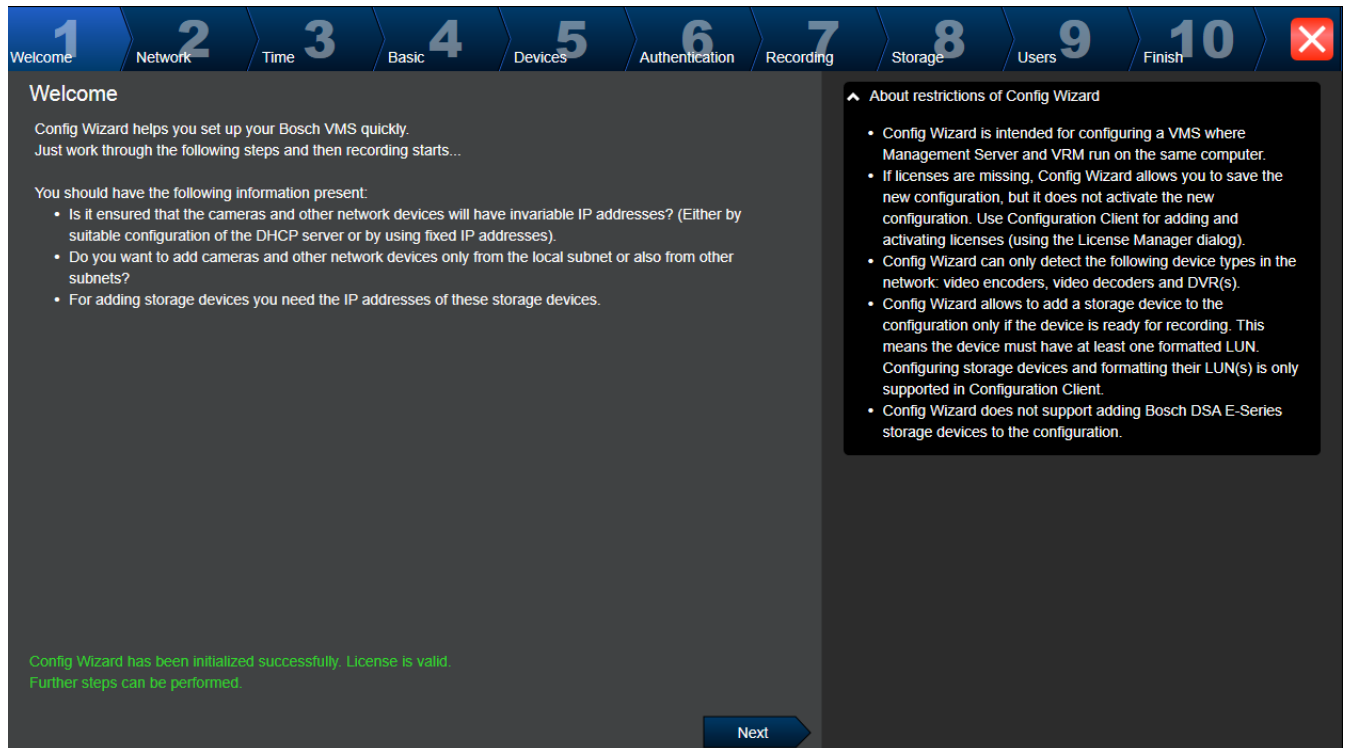 1 Welcome
2 Network
3 Time
4 Basic
5 Devices
6 Authentication
7 Recording
8 Storage
9 Users
10 Finish
Welcome
Config Wizard helps you set up your Bosch VMS quickly.
Just work through the following steps and then recording starts...
You should have the following information present:
• Is it ensured that the cameras and other network devices will have invariable IP addresses? (Either by
suitable configuration of the DHCP server or by using fixed IP addresses).
• Do you want to add cameras and other network devices only from the local subnet or also from other
subnets?
• For adding storage devices you need the IP addresses of these storage devices.
Config Wizard has been initialized successfully. License is valid.
Further steps can be performed.
Next
About restrictions of Config Wizard
• Config Wizard is intended for configuring a VMS where
Management Server and VRM run on the same computer.
• If licenses are missing, Config Wizard allows you to save the
new configuration, but it does not activate the new
configuration. Use Configuration Client for adding and
activating licenses (using the License Manager dialog).
• Config Wizard can only detect the following device types in the
network: video encoders, video decoders and DVR(s).
• Config Wizard allows to add a storage device to the
configuration only if the device is ready for recording. This
means the device must have at least one formatted LUN.
Configuring storage devices and formatting their LUN(s) is only
supported in Configuration Client.
• Config Wizard does not support adding Bosch DSA E-Series
storage devices to the configuration.